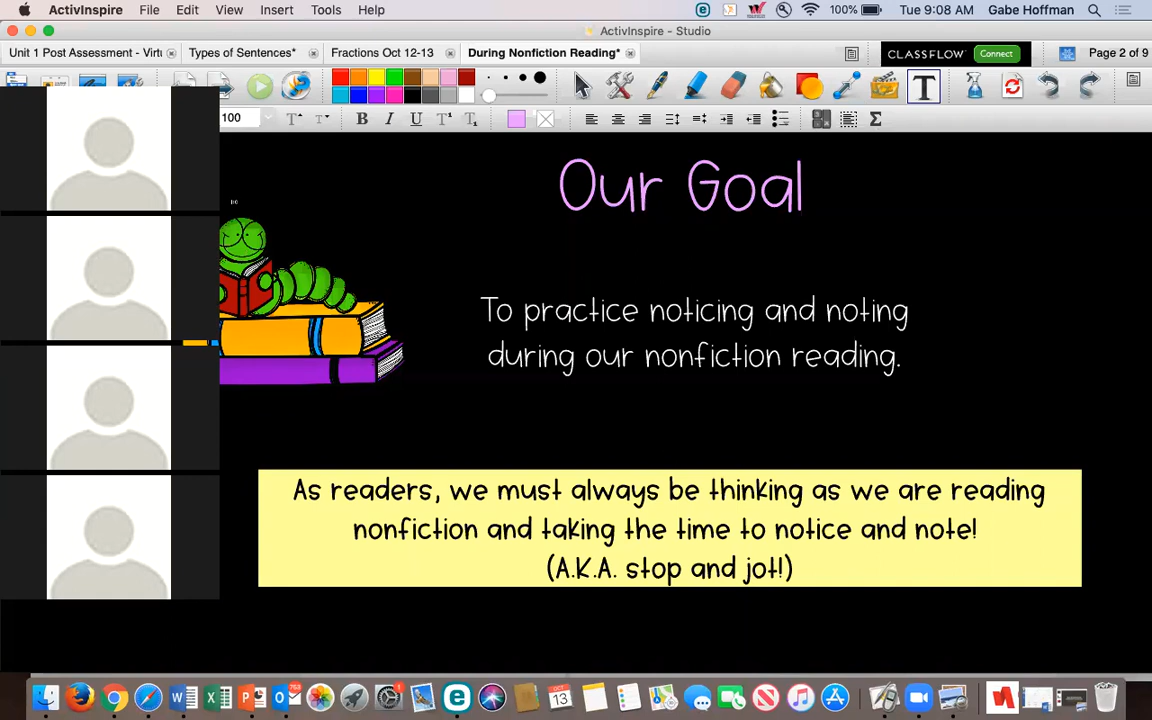 ActivInspire File Edit View Insert Tools Help 100% Tue 9:08 AM Gabe Hoffman
ActivInspire – Studio
Unit 1 Post Assessment - Virtu Types of Sentences* Fractions Oct 12-13 During Nonfiction Reading* CLASSFLOW Connect Page 2 of 9
100 B I U
Our Goal
To practice noticing and noting
during our nonfiction reading.
As readers, we must always be thinking as we are reading
nonfiction and taking the time to notice and note!
(A.K.A. stop and jot!)